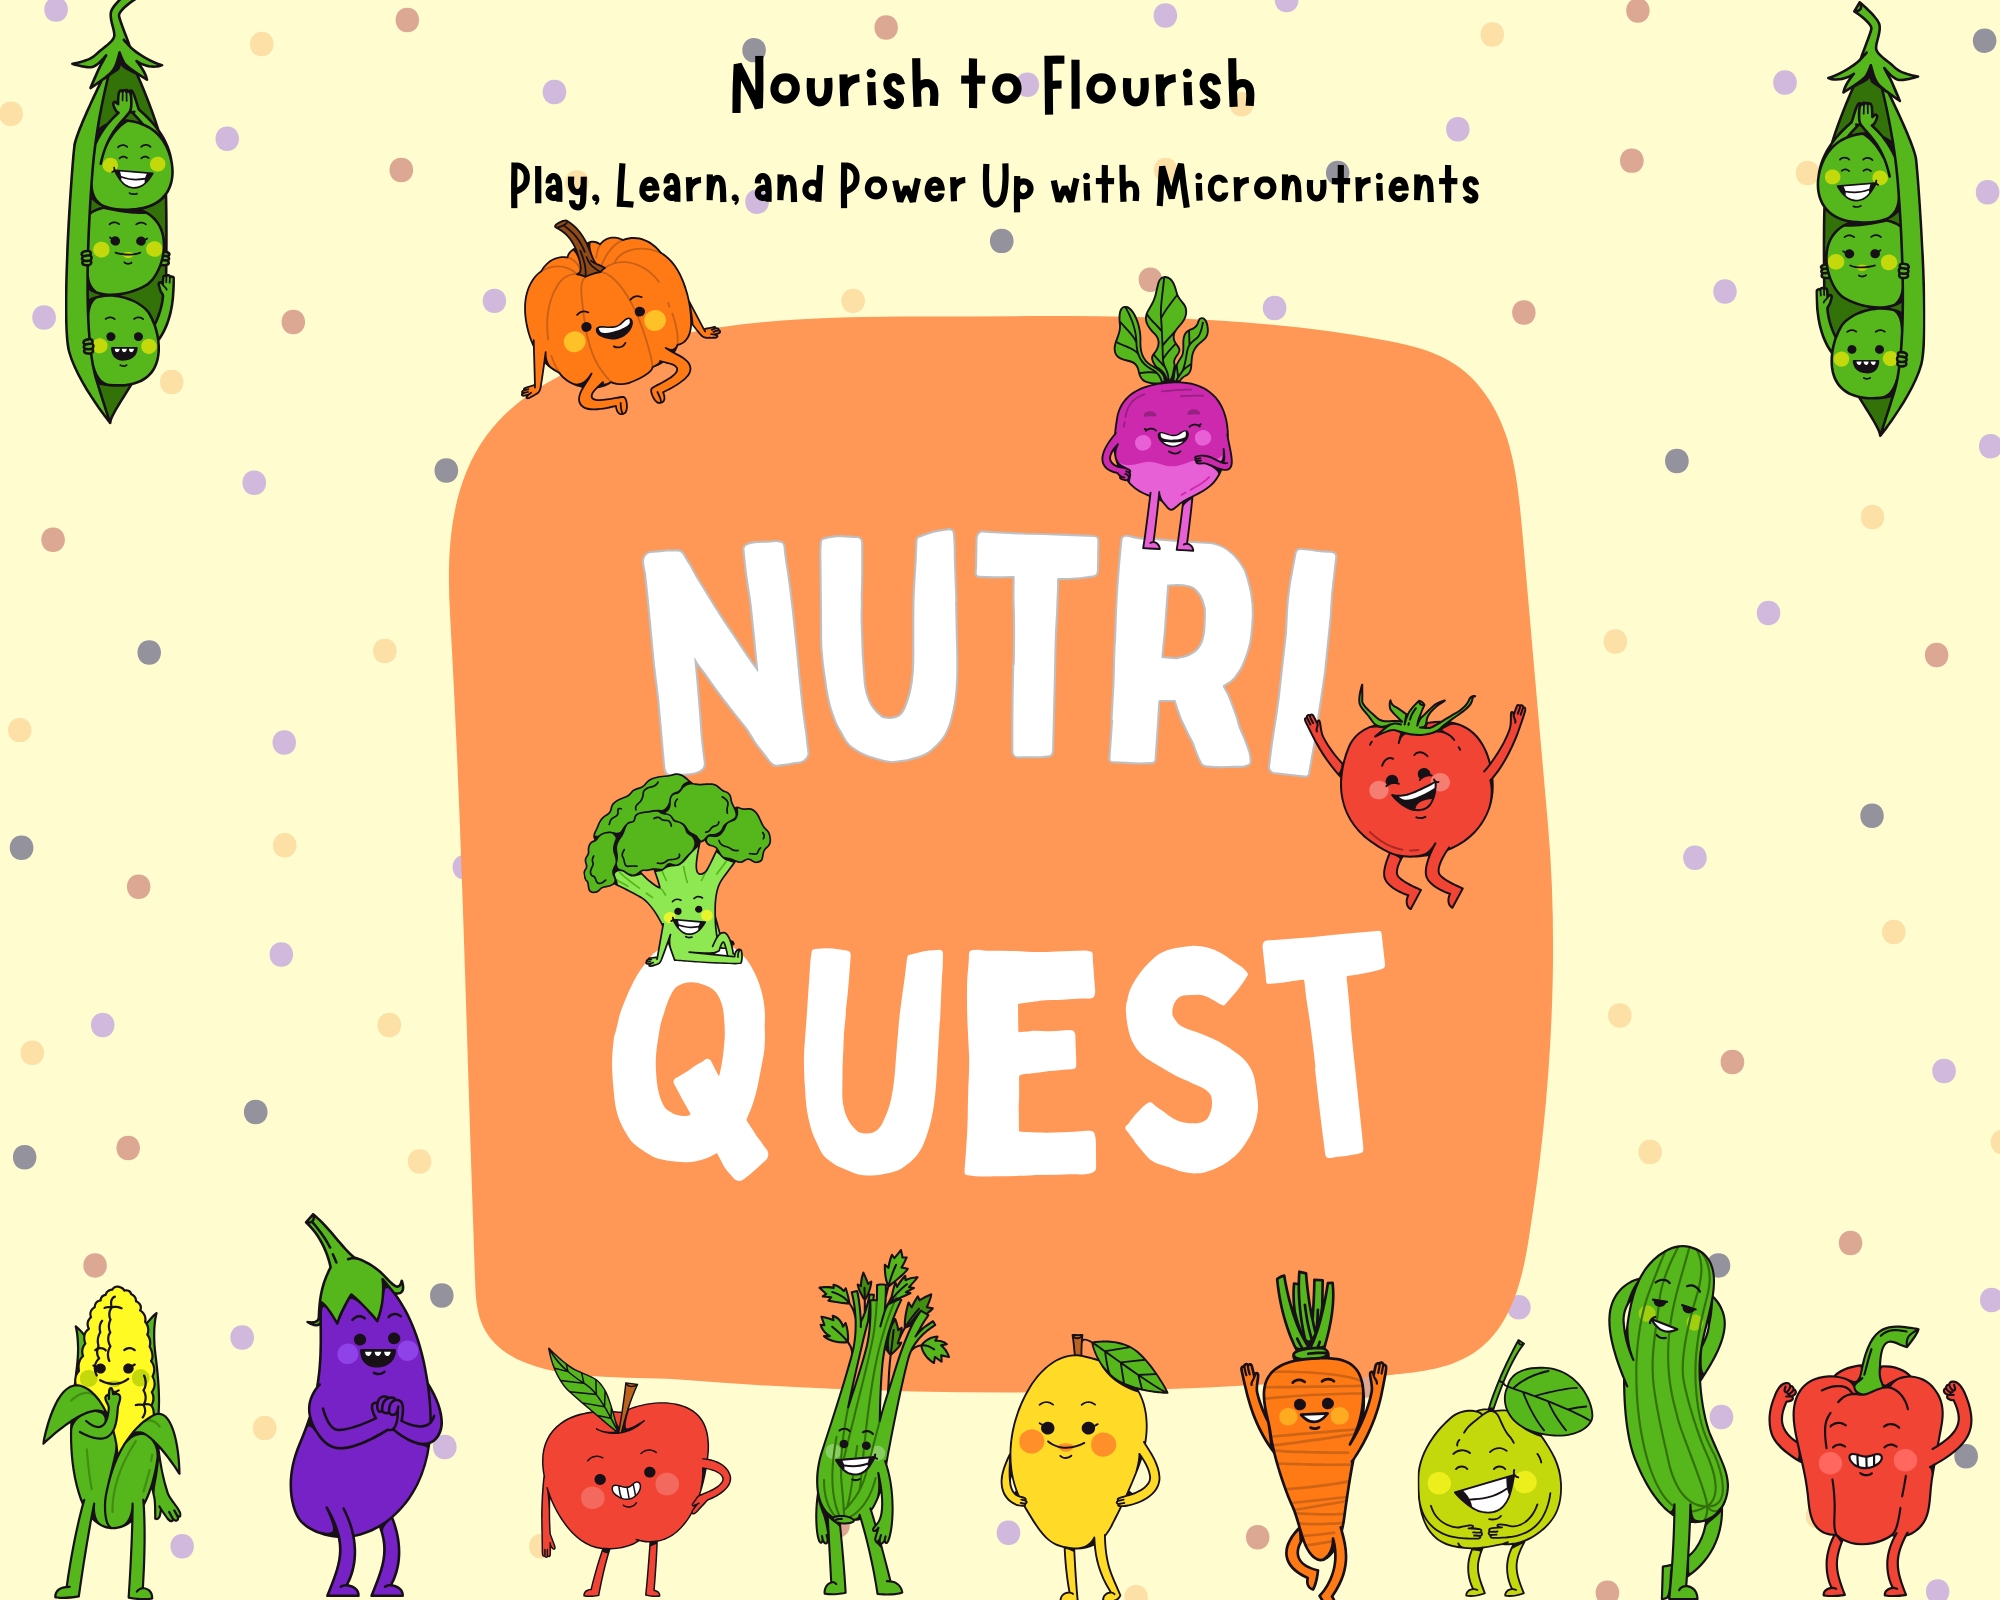 Nourish to Flourish
Play, Learn, and Power Up with Micronutrients
NUTRI
QUEST